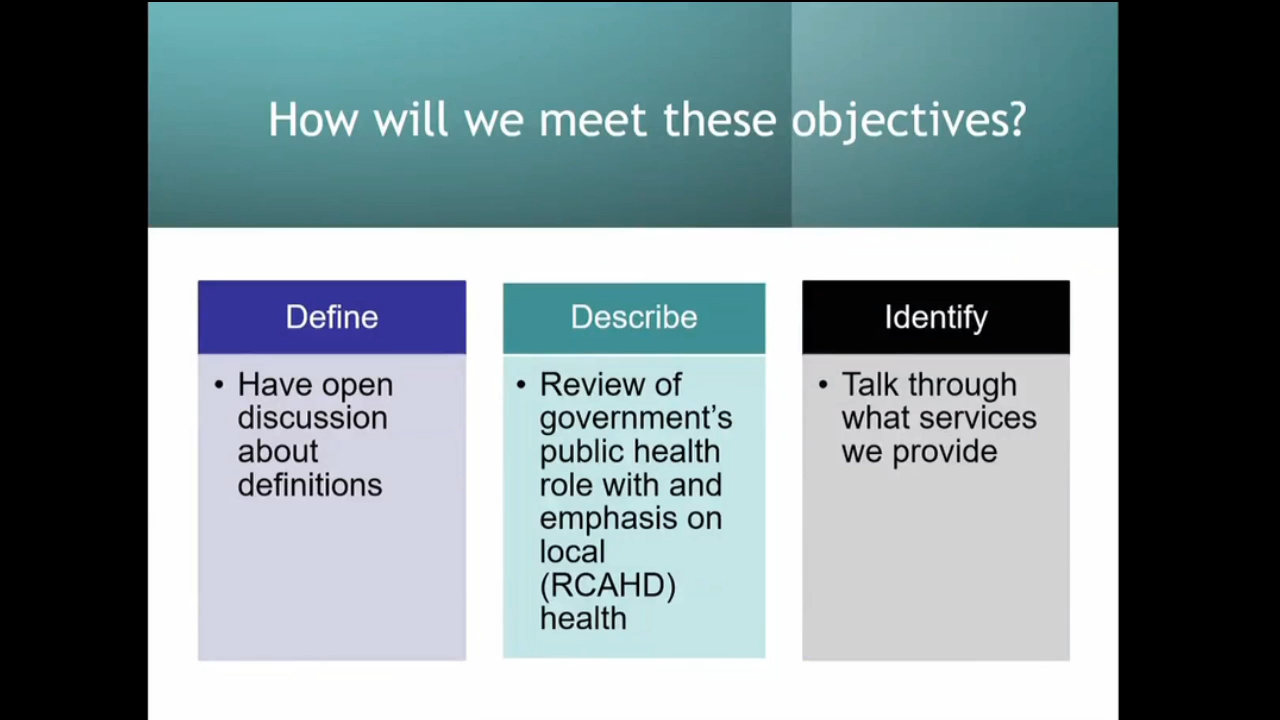 How will we meet these objectives?
Define
• Have open
discussion
about
definitions
Describe
• Review of
government’s
public health
role with and
emphasis on
local
(RCAHD)
health
Identify
• Talk through
what services
we provide